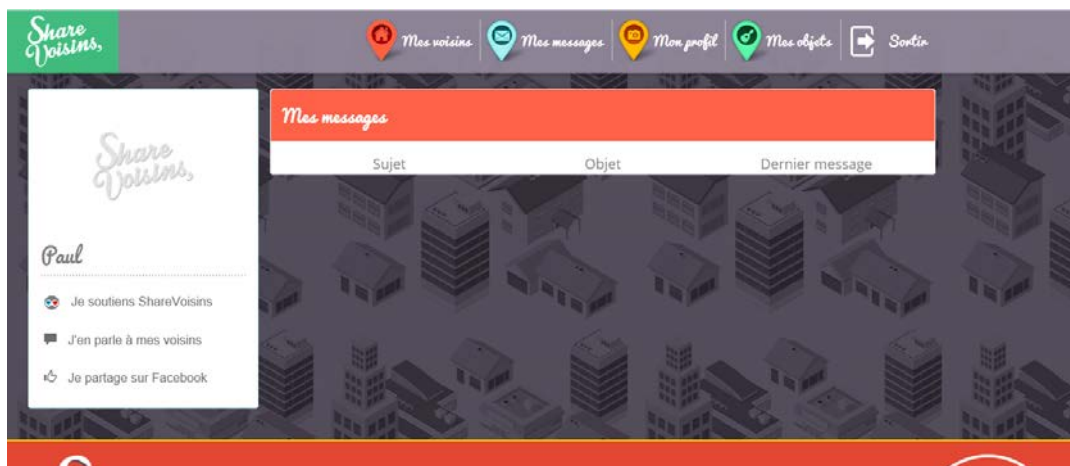 Share
Voisins,
Mes voisins
Mes messages
Mon profil
Mes objets
Sortir
Share
Voisins,
Paul
Je soutiens ShareVoisins
J'en parle à mes voisins
Je partage sur Facebook
Mes messages
Sujet Objet Dernier message